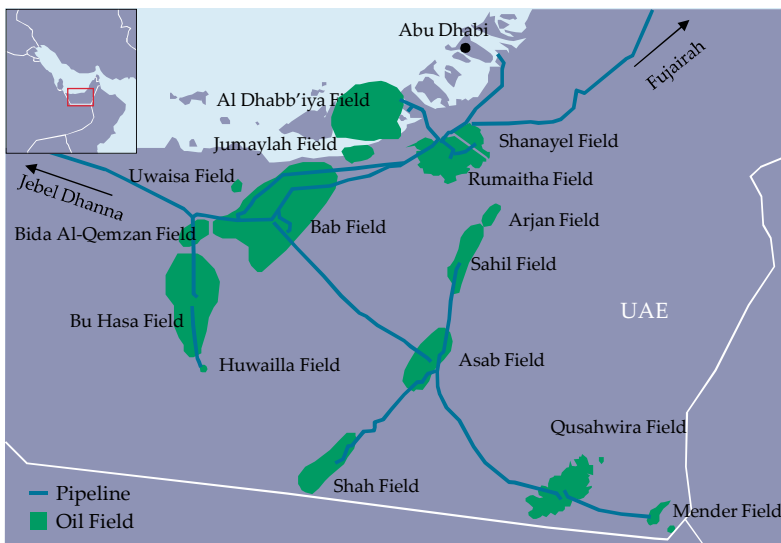 Abu Dhabi
Fujairah
Al Dhabb'iya Field
Jumaylah Field
Shanayel Field
Uwaisa Field
Rumaitha Field
Jebel Dhanna
Arjan Field
Bida Al-Qemzan Field
Bab Field
Sahil Field
Bu Hasa Field
UAE
Huwailla Field
Asab Field
Qusahwira Field
Shah Field
Mender Field
Pipeline
Oil Field